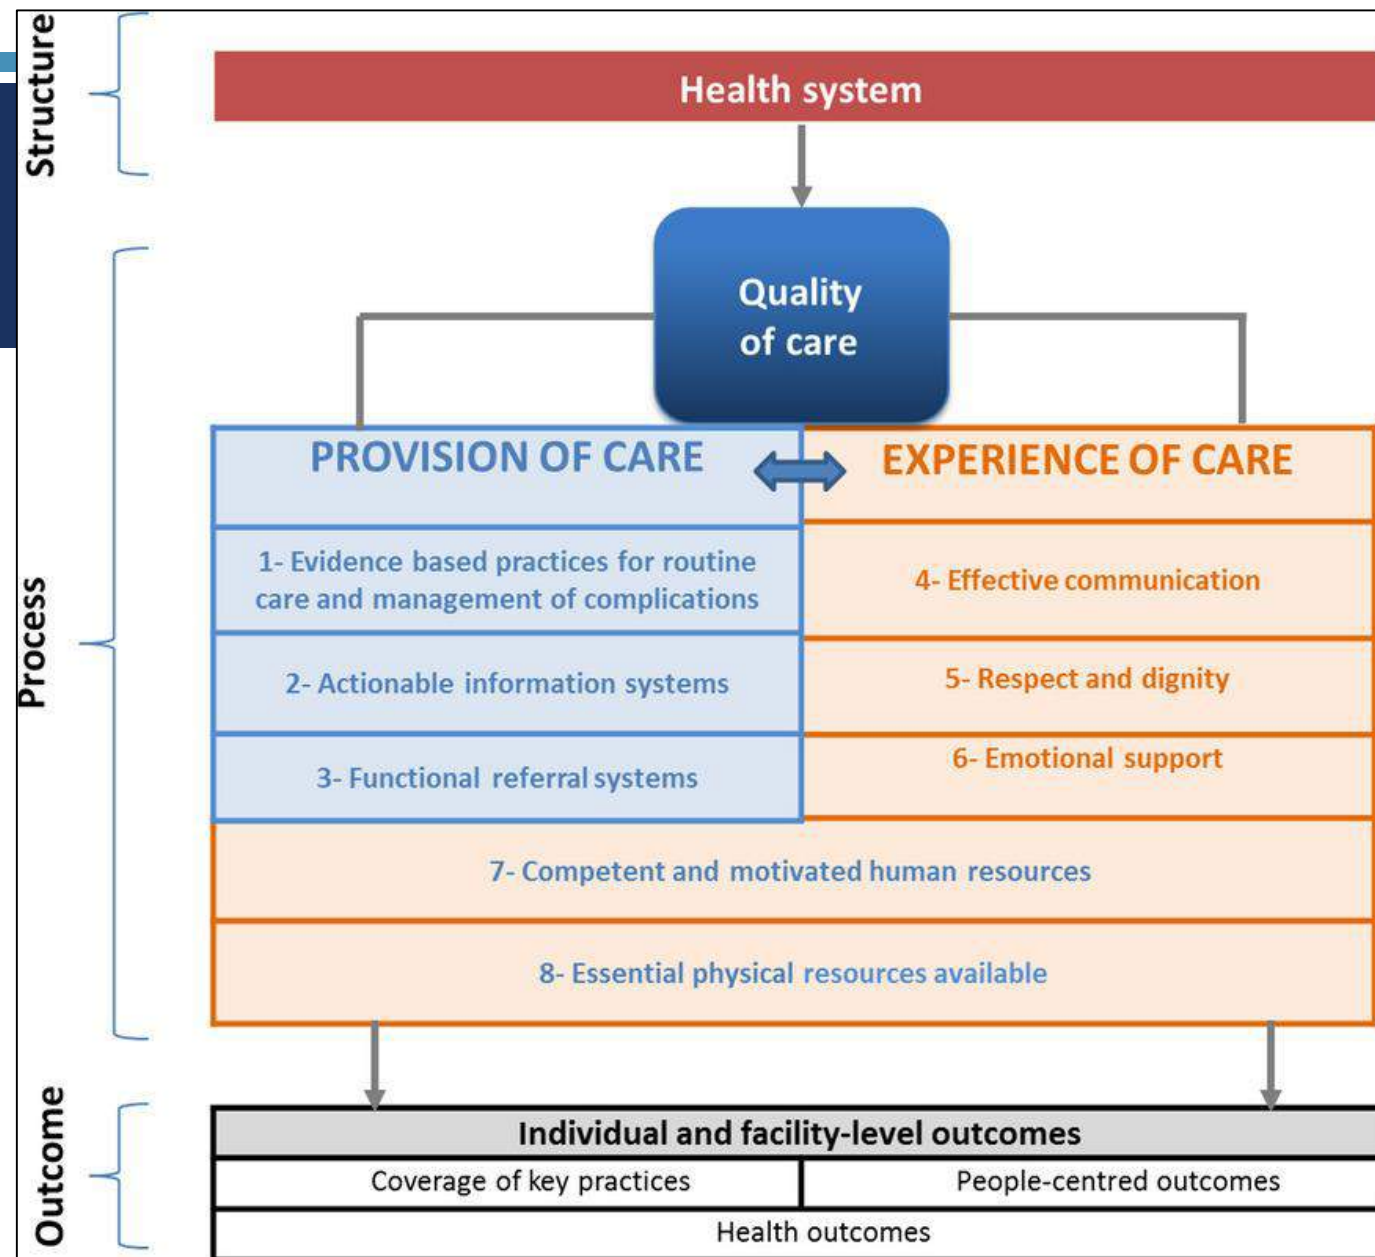 Structure
Health system
Quality
of care
Process
PROVISION OF CARE
EXPERIENCE OF CARE
1- Evidence based practices for routine
care and management of complications
4- Effective communication
2- Actionable information systems
5- Respect and dignity
3- Functional referral systems
6- Emotional support
7- Competent and motivated human resources
8- Essential physical resources available
Outcome
Individual and facility-level outcomes
Coverage of key practices
People-centred outcomes
Health outcomes